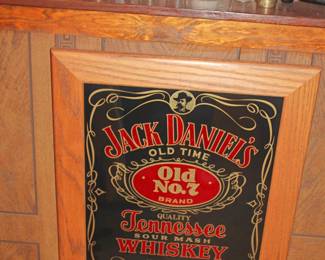 JACK DANIEL'S
OLD TIME
Old
No.7
BRAND
QUALITY
Tennessee
SOUR MASH
WHISKEY